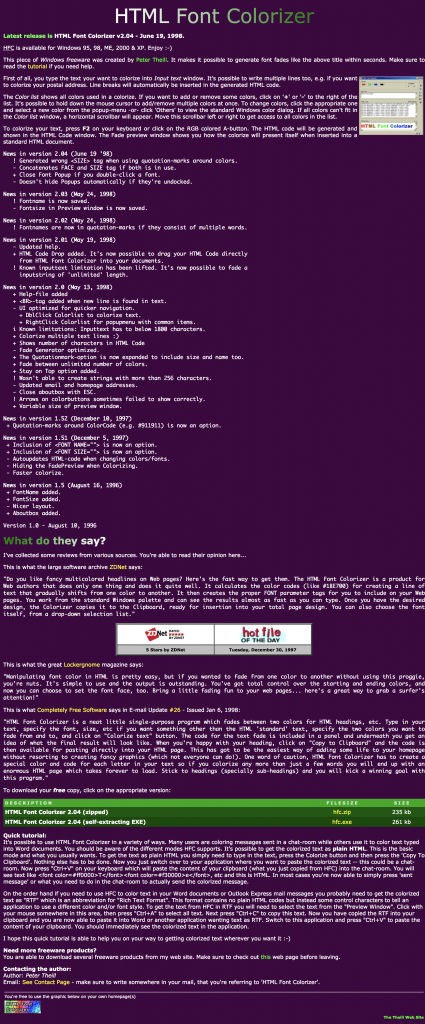 HTML Font Colorizer
Latest release is HTML Font Colorizer v2.04 - June 19, 1998.
HFC is available for Windows 95, 98, ME, 2000 & XP. Enjoy :-)
This piece of Windows freeware was created by Peter Theill. It makes it possible to generate font fades like the above title within seconds. Make sure to
read the tutorial if you need help.
First of all, you type the text your want to colorize into Input text window. It's possible to write multiple lines too, e.g. if you want
to colorize your postal address. Line breaks will automatically be inserted in the generated HTML code.
The Color list shows all colors used in a colorize. If you want to add or remove some colors, click on '+' or '-' to the right of the
list. It's possible to hold down the mouse cursor to add/remove multiple colors at once. To change colors, click the appropriate one
and select a new color from the popup-menu -or- click 'Others' to view the standard Windows color dialog. If all colors can't fit in
the Color list window, a horizontal scrollbar will appear. Move this scrollbar left or right to get access to all colors in the list.
To colorize your text, press F2 on your keyboard or click on the RGB colored A-button. The HTML code will be generated and
shown in the HTML Code window. The Fade preview window shows you how the colorize will present itself when inserted into a
standard HTML document.
HTML Font Colorizer
News in version 2.04 (June 19 '98)
! Generated wrong <SIZE> tag when using quotation-marks around colors.
* Concatenates FACE and SIZE tag if both is in use.
+ Close Font Popup if you double-click a font.
- Doesn't hide Popups automatically if they're undocked.
News in version 2.03 (May 24, 1998)
! Fontname is now saved.
- Fontsize in Preview window is now saved.
News in version 2.02 (May 24, 1998)
! Fontnames are now in quotation-marks if they consist of multiple words.
News in version 2.01 (May 19, 1998)
- Updated help.
+ HTML Code Drop added. It's now possible to drag your HTML Code directly
from HTML Font Colorizer into your documents.
! Known inputtext limitation has been lifted. It's now possible to fade a
inputstring of 'unlimited' length.
News in version 2.0 (May 13, 1998)
+ Help-file added
+ <BR>-tag added when new line is found in text.
- UI optimized for quicker navigation.
+ DblClick Colorlist to colorize text.
+ RightClick Colorlist for popupmenu with common items.
! Known limitations: Inputtext has to below 1800 characters.
+ Colorize multiple text lines :)
+ Shows number of characters in HTML Code
- Fade Generator optimized.
+ The Quotationmark-option is now expanded to include size and name too.
+ Fade between unlimited number of colors.
+ Stay on Top option added.
! Wasn't able to create strings with more than 256 characters.
- Updated email and homepage addresses.
- Close aboutbox with ESC.
! Arrows on colorbuttons sometimes failed to show correctly.
+ Variable size of preview window.
News in version 1.52 (December 10, 1997)
+ Quotation-marks around ColorCode (e.g. #911911) is now an option.
News in version 1.51 (December 5, 1997)
+ Inclusion of <FONT NAME=""> is now an option.
+ Inclusion of <FONT SIZE=""> is now an option.
- Autoupdates HTML-code when changing colors/fonts.
- Hiding the FadePreview when Colorizing.
- Faster colorize.
News in version 1.5 (August 16, 1996)
+ FontName added.
+ FontSize added.
- Nicer layout.
+ Aboutbox added.
Version 1.0 - August 10, 1996
What do they say?
I've collected some reviews from various sources. You're able to read their opinion here...
This is what the large software archive ZDNet says:
"Do you like fancy multicolored headlines on Web pages? Here's the fast way to get them. The HTML Font Colorizer is a product for
Web authors that does only one thing and does it quite well. It calculates the color codes (like #18E700) for creating a line of
text that gradually shifts from one color to another. It then creates the proper FONT parameter tags for you to include on your Web
pages. You work from the standard Windows palette and can see the results almost as fast as you can type. Once you have the desired
design, the Colorizer copies it to the Clipboard, ready for insertion into your total page design. You can also choose the font
itself, from a drop-down selection list."
ZDNet
hot file
OF THE DAY
5 Stars by ZDNet
Tuesday, December 30, 1997
This is what the great Lockergnome magazine says:
"Manipulating font color in HTML is pretty easy, but if you wanted to fade from one color to another without using this proggie,
you're nuts. It's simple to use and the output is outstanding. You've got total control over the starting and ending colors, and
now you can choose to set the font face, too. Bring a little fading fun to your web pages... here's a great way to grab a surfer's
attention!"
This is what Completely Free Software says in E-mail Update #26 - Issued Jan 6, 1998:
"HTML Font Colorizer is a neat little single-purpose program which fades between two colors for HTML headings, etc. Type in your
text, specify the font, size, etc if you want something other than the HTML 'standard' text, specify the two colors you want to
fade from and to, and click on "Colorize text" button. The code for the text fade is included in a panel and underneath you get an
idea of what the final result will look like. When you're happy with your heading, click on "Copy to Clipboard" and the code is
then available for pasting directly into your HTML page. This has got to be the easiest way of adding some life to your homepage
without resorting to creating fancy graphics (which not everyone can do!). One word of caution, HTML Font Colorizer has to create a
special color and code for each letter in your text so if you colorize any more than just a few words you will end up with an
enormous HTML page which takes forever to load. Stick to headings (specially sub-headings) and you will kick a winning goal with
this program."
To download your free copy, click on the appropriate version:
DESCRIPTION FILENAME SIZE
HTML Font Colorizer 2.04 (zipped) hfc.zip 235 kb
HTML Font Colorizer 2.04 (self-extracting EXE) hfc.exe 261 kb
Quick tutorial:
It's possible to use HTML Font Colorizer in a variety of ways. Many users are coloring messages sent in a chat-room while others use it to color text typed
into Word documents. You should be aware of the different modes HFC supports. It's possible to get the colorized text as plain HTML. This is the basic
mode and what you usually wants. To get the text as plain HTML you simply need to type in the text, press the Colorize button and then press the 'Copy To
Clipboard'. Nothing else has to be done. Now you just switch over to your application where you want to paste the colorized text -- this could be a chat-
room. Now press "Ctrl+V" on your keyboard which will paste the content of your clipboard (what you just copied from HFC) into the chat-room. You will
see text like <font color=#ff0000>T</font><font color=#f30000>e</font>, etc and this is HTML. In most cases you're now able to simply press 'sent
message' or what you need to do in the chat-room to actually send the colorized message.
On the other hand if you need to use HFC to color text in your Word documents or Outlook Express mail messages you probably need to get the colorized
text as "RTF" which is an abbreviation for "Rich Text Format". This format contains no plain HTML codes but instead some control characters to tell an
application to use a different color and/or font style. To get the text from HFC in RTF you will need to select the text from the "Preview Window". Click with
your mouse somewhere in this area, then press "Ctrl+A" to select all text. Next press "Ctrl+C" to copy this text. Now you have copied the RTF into your
clipboard and you are now able to paste it into Word or another application wanting text as RTF. Switch to this application and press "Ctrl+V" to paste the
content of your clipboard. You should immediately see the colorized text in the application.
I hope this quick tutorial is able to help you on your way to getting colorized text wherever you want it :-)
Need more freeware products?
You are able to download several freeware products from my web site. Make sure to check out this web page before leaving.
Contacting the author:
Author: Peter Theill
Email: See Contact Page - make sure to write somewhere in your mail, that you're referring to 'HTML Font Colorizer'.
You're free to use the graphic below on your own homepage(s)
The Theill Web Site